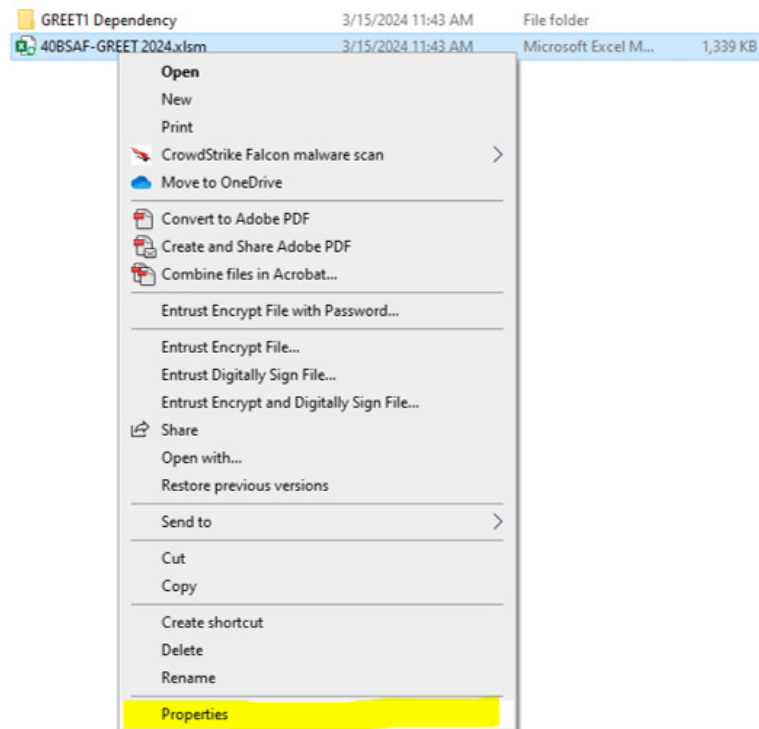 GREET1 Dependency 3/15/2024 11:43 AM File folder
40BSAF-GREET 2024.xlsm 3/15/2024 11:43 AM Microsoft Excel M... 1,339 KB
Open
New
Print
CrowdStrike Falcon malware scan
Move to OneDrive
Convert to Adobe PDF
Create and Share Adobe PDF
Combine files in Acrobat...
Entrust Encrypt File with Password...
Entrust Encrypt File...
Entrust Digitally Sign File...
Entrust Encrypt and Digitally Sign File...
Share
Open with...
Restore previous versions
Send to
Cut
Copy
Create shortcut
Delete
Rename
Properties